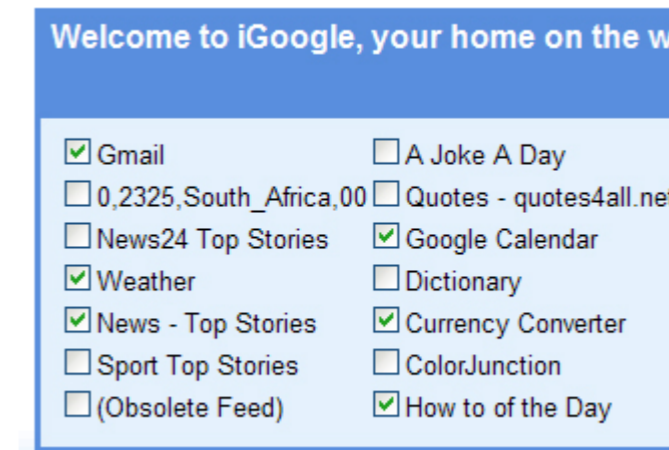 Welcome to iGoogle, your home on the w
Gmail
A Joke A Day
0,2325,South_Africa,00
Quotes - quotes4all.net
News24 Top Stories
Google Calendar
Weather
Dictionary
News - Top Stories
Currency Converter
Sport Top Stories
ColorJunction
(Obsolete Feed)
How to of the Day